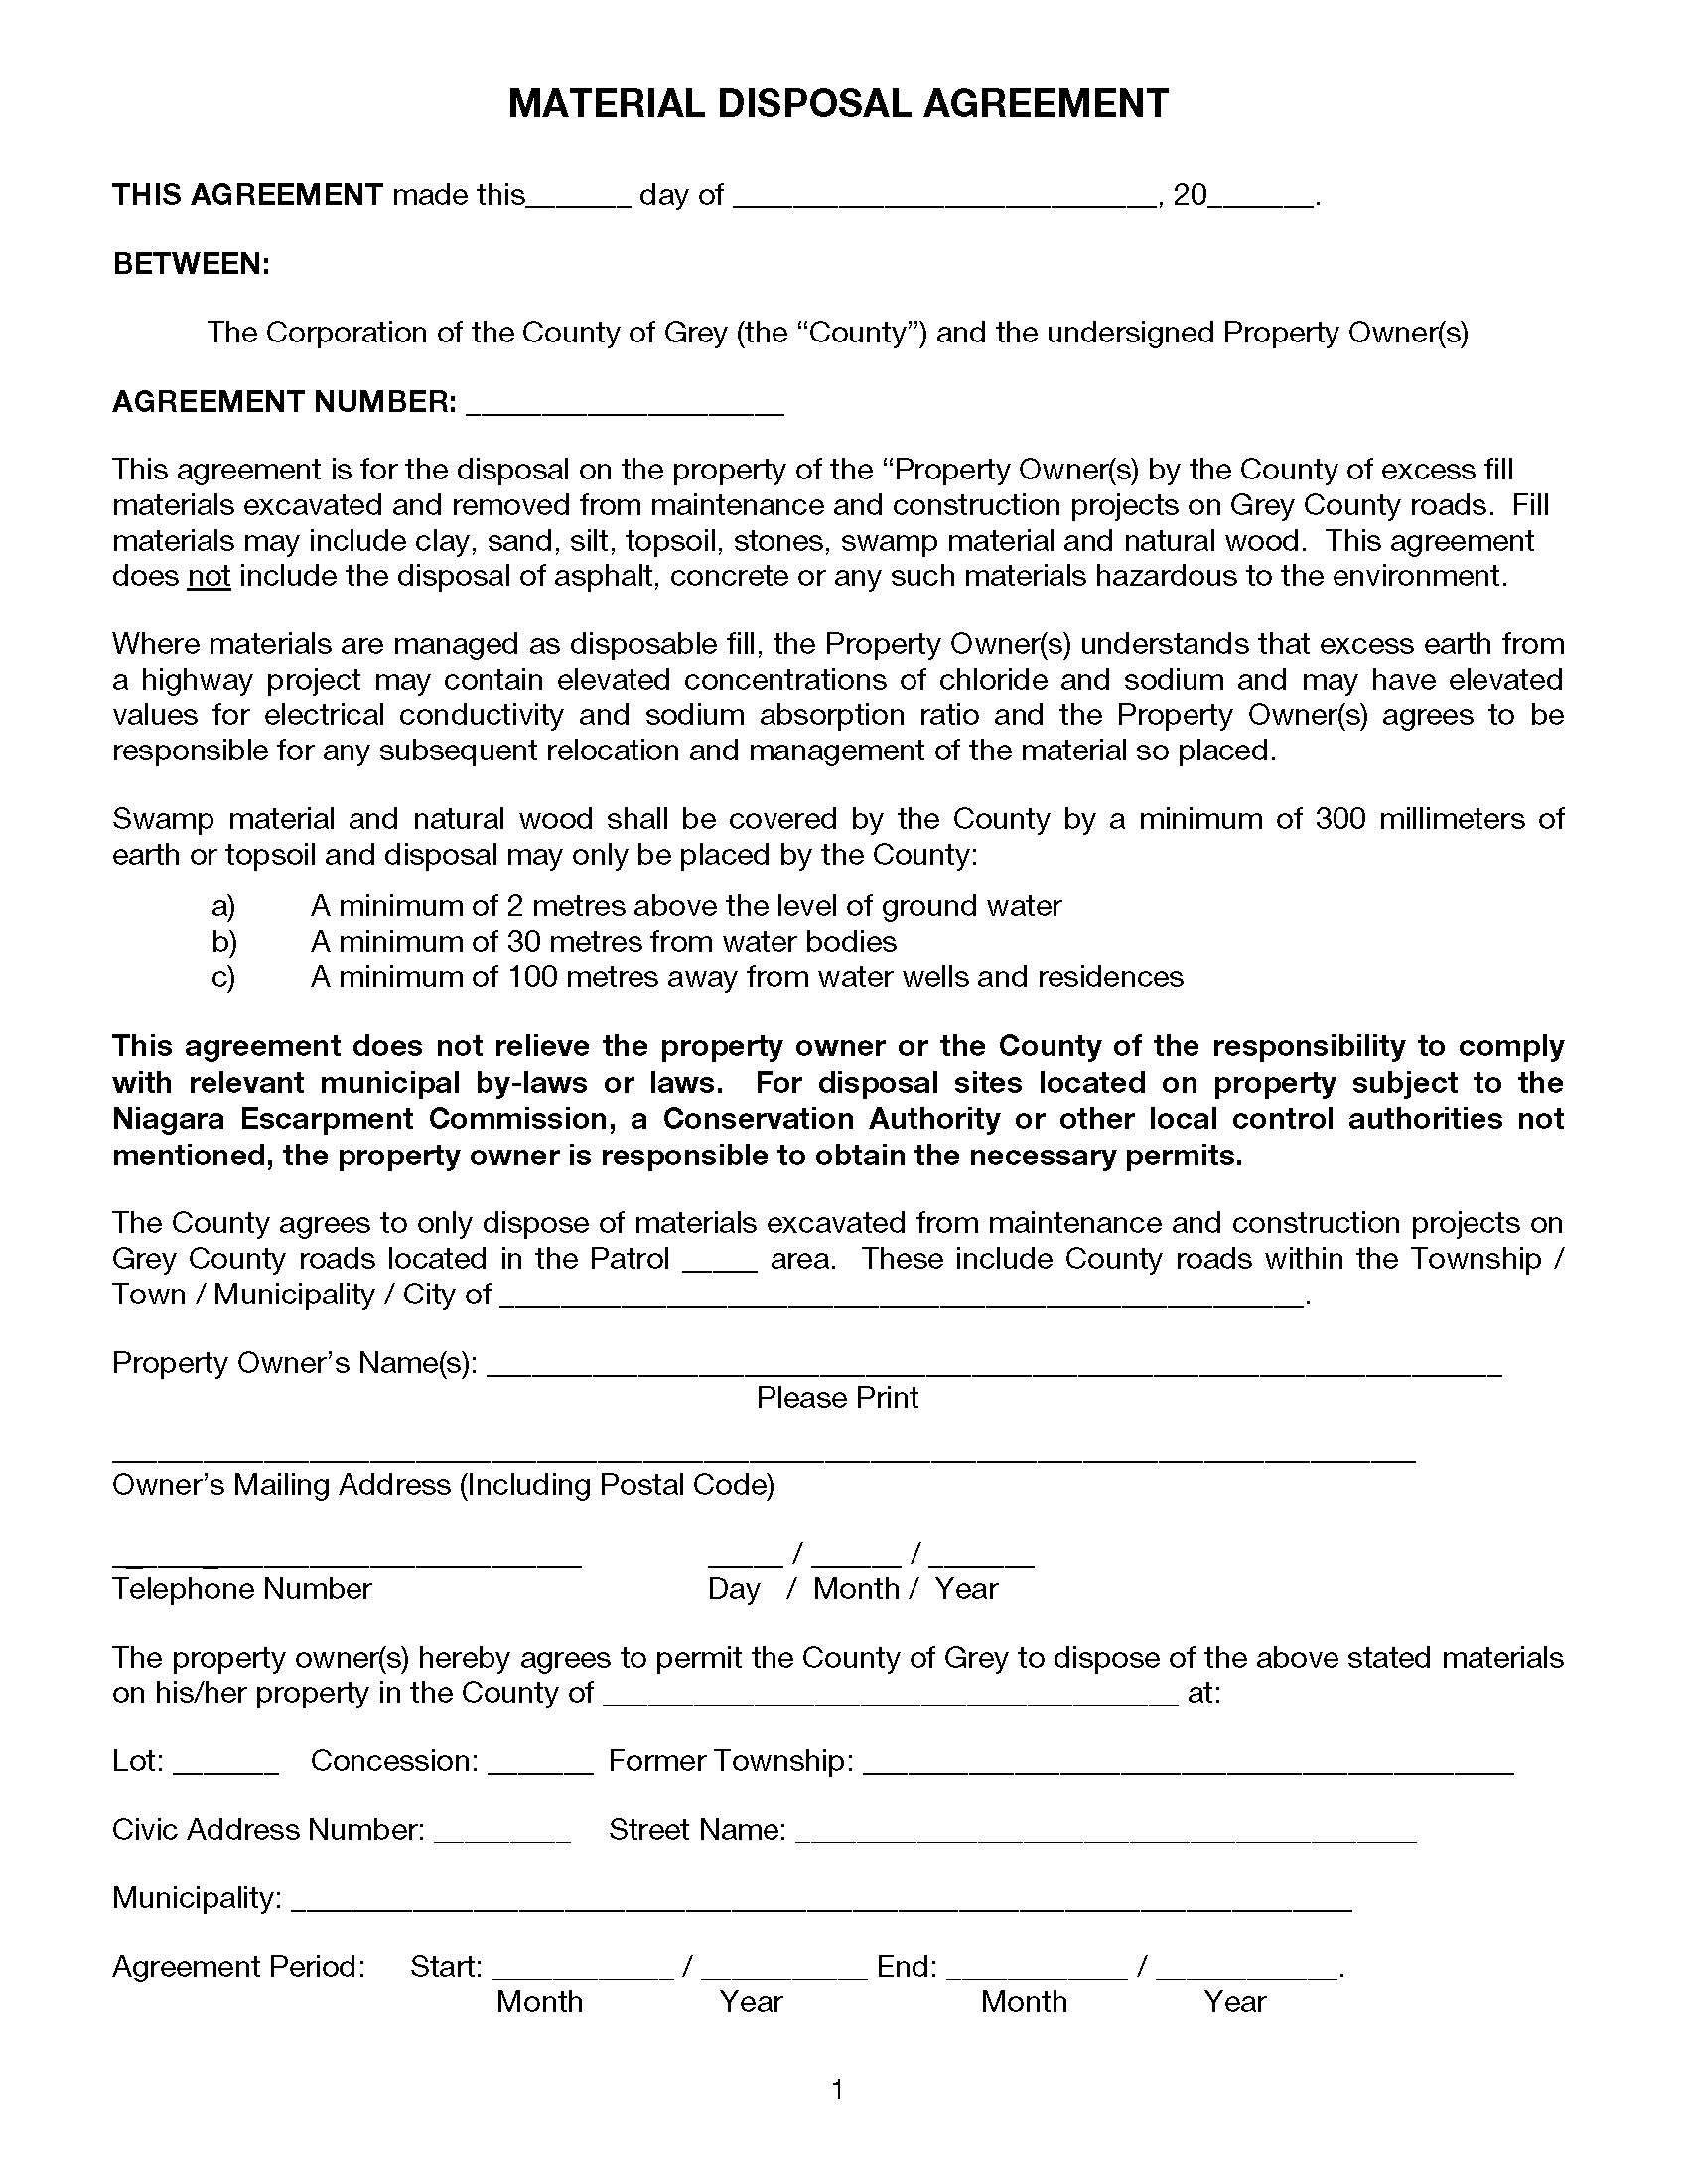 MATERIAL DISPOSAL AGREEMENT
THIS AGREEMENT made this_______ day of ____________________________, 20_______.
BETWEEN:
The Corporation of the County of Grey (the “County”) and the undersigned Property Owner(s)
AGREEMENT NUMBER: _____________________
This agreement is for the disposal on the property of the “Property Owner(s) by the County of excess fill
materials excavated and removed from maintenance and construction projects on Grey County roads.  Fill
materials may include clay, sand, silt, topsoil, stones, swamp material and natural wood.  This agreement
does not include the disposal of asphalt, concrete or any such materials hazardous to the environment.
Where materials are managed as disposable fill, the Property Owner(s) understands that excess earth from
a highway project may contain elevated concentrations of chloride and sodium and may have elevated
values for electrical conductivity and sodium absorption ratio and the Property Owner(s) agrees to be
responsible for any subsequent relocation and management of the material so placed.
Swamp material and natural wood shall be covered by the County by a minimum of 300 millimeters of
earth or topsoil and disposal may only be placed by the County:
a) A minimum of 2 metres above the level of ground water
b) A minimum of 30 metres from water bodies
c) A minimum of 100 metres away from water wells and residences
This agreement does not relieve the property owner or the County of the responsibility to comply
with relevant municipal by-laws or laws.  For disposal sites located on property subject to the
Niagara Escarpment Commission, a Conservation Authority or other local control authorities not
mentioned, the property owner is responsible to obtain the necessary permits.
The County agrees to only dispose of materials excavated from maintenance and construction projects on
Grey County roads located in the Patrol _____ area.  These include County roads within the Township /
Town / Municipality / City of _____________________________________________________.
Property Owner’s Name(s): ___________________________________________________________________
Please Print
______________________________________________________________________________________
Owner’s Mailing Address (Including Postal Code)
_______________________________ _____ / ______ / _______
Telephone Number Day / Month / Year
The property owner(s) hereby agrees to permit the County of Grey to dispose of the above stated materials
on his/her property in the County of ______________________________________ at:
Lot: _______ Concession: _______ Former Township: ___________________________________________
Civic Address Number: _________ Street Name: _________________________________________
Municipality: ______________________________________________________________________
Agreement Period: Start: ____________ / ___________ End: ____________ / ____________.
Month Year Month Year
1